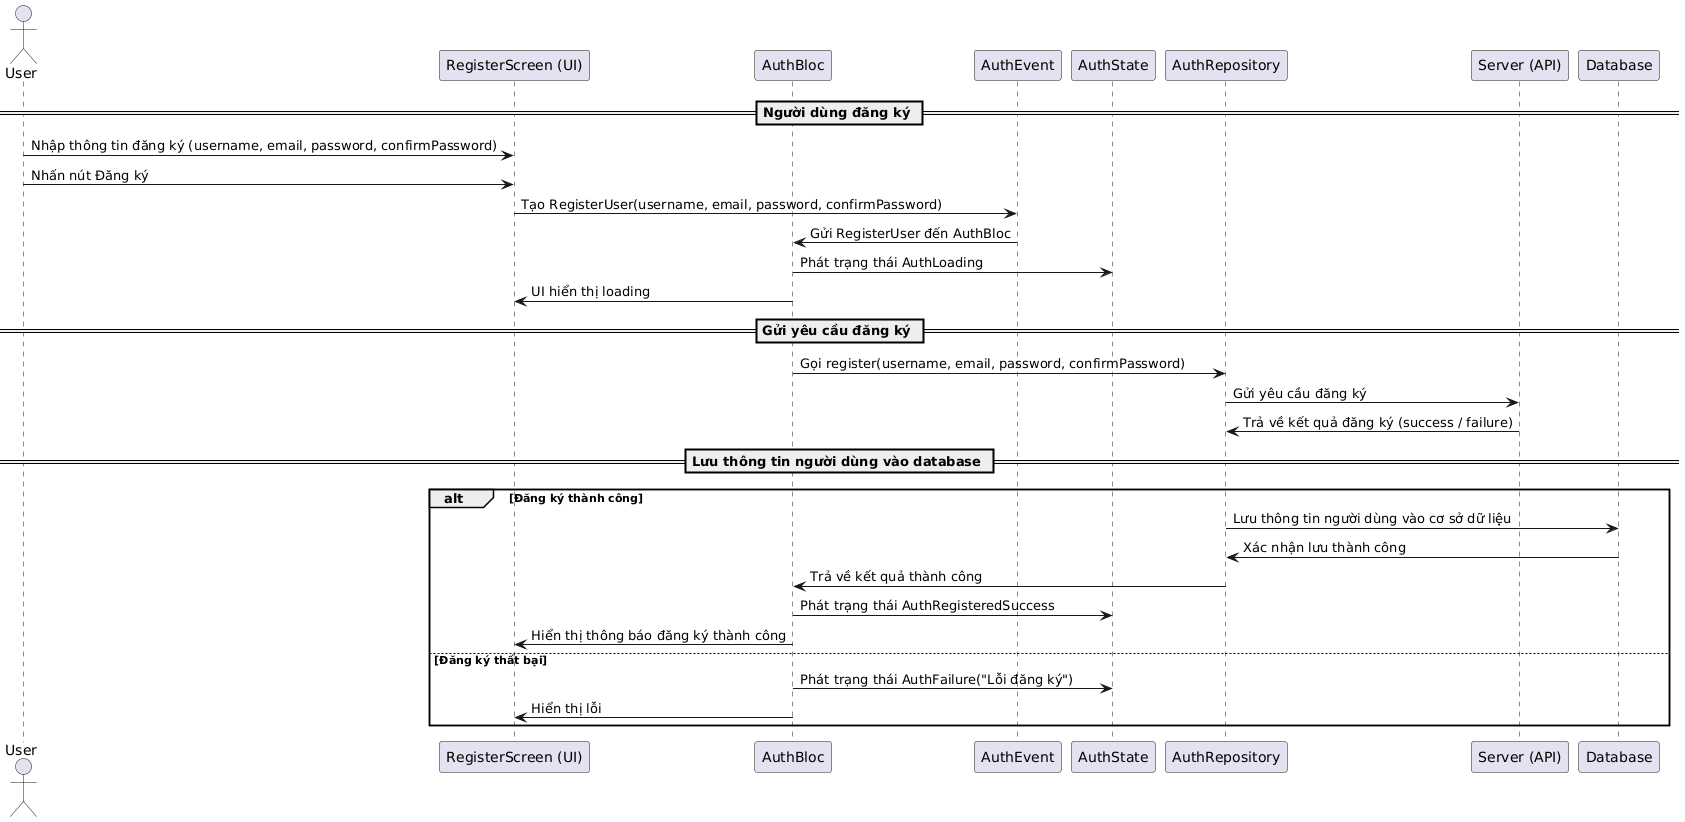 User
RegisterScreen (UI)
AuthBloc
AuthEvent
AuthState
AuthRepository
Server (API)
Database
Người dùng đăng ký
Nhập thông tin đăng ký (username, email, password, confirmPassword)
Nhấn nút Đăng ký
Tạo RegisterUser(username, email, password, confirmPassword)
Gửi RegisterUser đến AuthBloc
Phát trạng thái AuthLoading
UI hiển thị loading
Gửi yêu cầu đăng ký
Gọi register(username, email, password, confirmPassword)
Gửi yêu cầu đăng ký
Trả về kết quả đăng ký (success / failure)
Lưu thông tin người dùng vào database
alt
[Đăng ký thành công]
Lưu thông tin người dùng vào cơ sở dữ liệu
Xác nhận lưu thành công
Trả về kết quả thành công
Phát trạng thái AuthRegisteredSuccess
Hiển thị thông báo đăng ký thành công
[Đăng ký thất bại]
Phát trạng thái AuthFailure("Lỗi đăng ký")
Hiển thị lỗi
User
RegisterScreen (UI)
AuthBloc
AuthEvent
AuthState
AuthRepository
Server (API)
Database